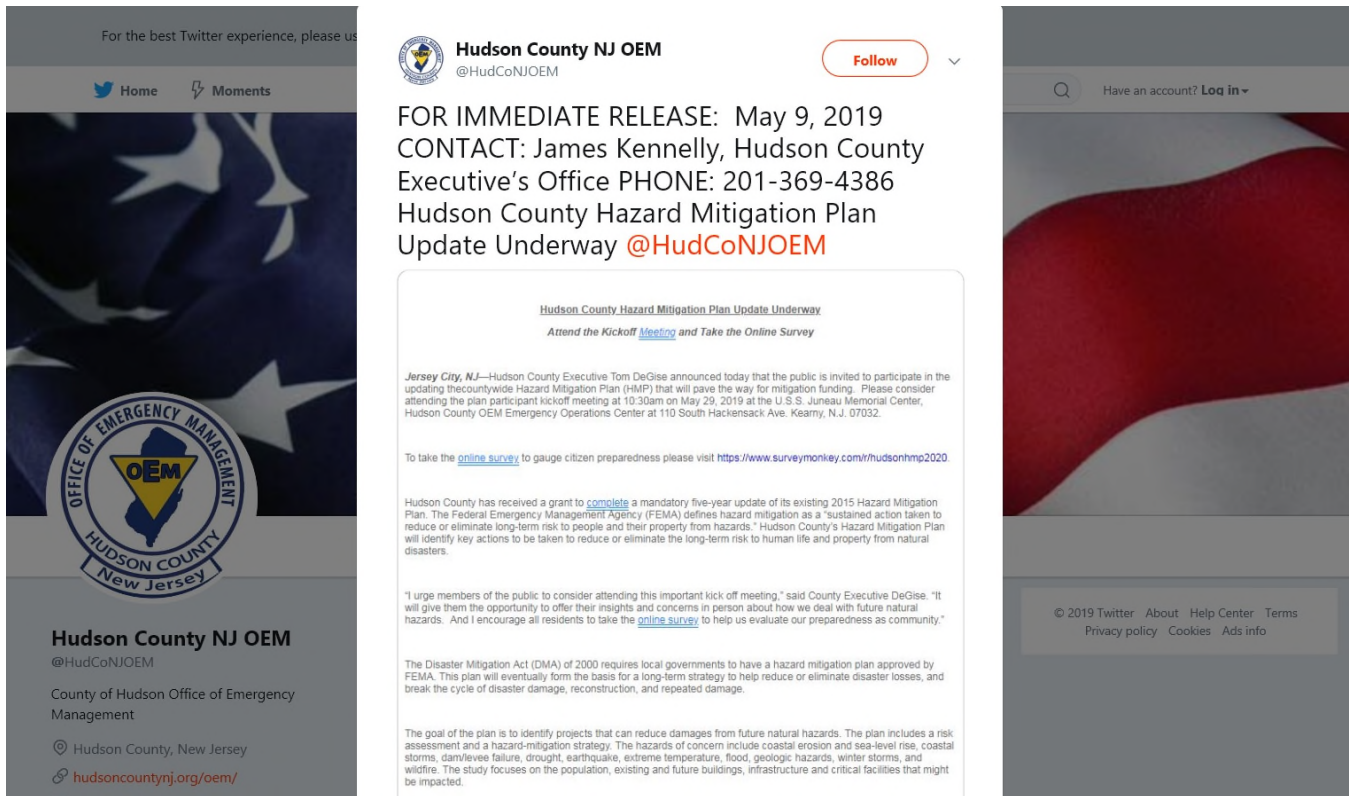 For the best Twitter experience, please us
Home
Moments
Have an account? Log in
Hudson County NJ OEM
@HudCoNJOEM
Follow
FOR IMMEDIATE RELEASE:  May 9, 2019
CONTACT: James Kennelly, Hudson County
Executive's Office PHONE: 201-369-4386
Hudson County Hazard Mitigation Plan
Update Underway @HudCoNJOEM
Hudson County Hazard Mitigation Plan Update Underway
Attend the Kickoff Meeting and Take the Online Survey
Jersey City, NJ—Hudson County Executive Tom DeGise announced today that the public is invited to participate in the
updating thecountywide Hazard Mitigation Plan (HMP) that will pave the way for mitigation funding.  Please consider
attending the plan participant kickoff meeting at 10:30am on May 29, 2019 at the U.S.S. Juneau Memorial Center,
Hudson County OEM Emergency Operations Center at 110 South Hackensack Ave. Kearny, N.J. 07032.
To take the online survey to gauge citizen preparedness please visit https://www.surveymonkey.com/r/hudsonhmp2020.
Hudson County has received a grant to complete a mandatory five-year update of its existing 2015 Hazard Mitigation
Plan. The Federal Emergency Management Agency (FEMA) defines hazard mitigation as a "sustained action taken to
reduce or eliminate long-term risk to people and their property from hazards." Hudson County's Hazard Mitigation Plan
will identify key actions to be taken to reduce or eliminate the long-term risk to human life and property from natural
disasters.
"I urge members of the public to consider attending this important kick off meeting," said County Executive DeGise. "It
will give them the opportunity to offer their insights and concerns in person about how we deal with future natural
hazards.  And I encourage all residents to take the online survey to help us evaluate our preparedness as community."
The Disaster Mitigation Act (DMA) of 2000 requires local governments to have a hazard mitigation plan approved by
FEMA. This plan will eventually form the basis for a long-term strategy to help reduce or eliminate disaster losses, and
break the cycle of disaster damage, reconstruction, and repeated damage.
The goal of the plan is to identify projects that can reduce damages from future natural hazards. The plan includes a risk
assessment and a hazard-mitigation strategy. The hazards of concern include coastal erosion and sea-level rise, coastal
storms, dam/levee failure, drought, earthquake, extreme temperature, flood, geologic hazards, winter storms, and
wildfire. The study focuses on the population, existing and future buildings, infrastructure and critical facilities that might
be impacted.
OFFICE OF EMERGENCY MANAGEMENT
OEM
HUDSON COUNTY
New Jersey
Hudson County NJ OEM
@HudCoNJOEM
County of Hudson Office of Emergency
Management
Hudson County, New Jersey
hudsoncountynj.org/oem/
© 2019 Twitter About Help Center Terms
Privacy policy Cookies Ads info